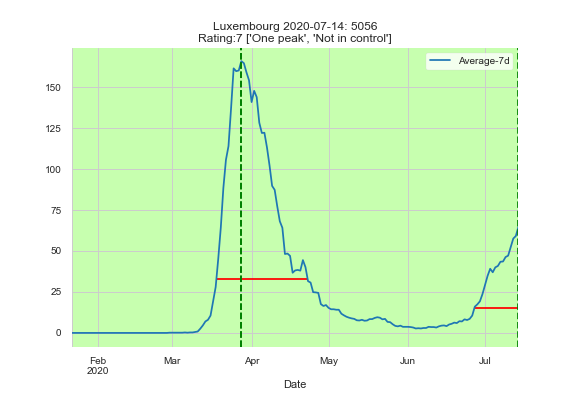 Luxembourg 2020-07-14: 5056
Rating:7 ['One peak', 'Not in control']
Average-7d
150
125
100
75
50
25
0
Feb
2020
Mar
Apr
May
Jun
Jul
Date